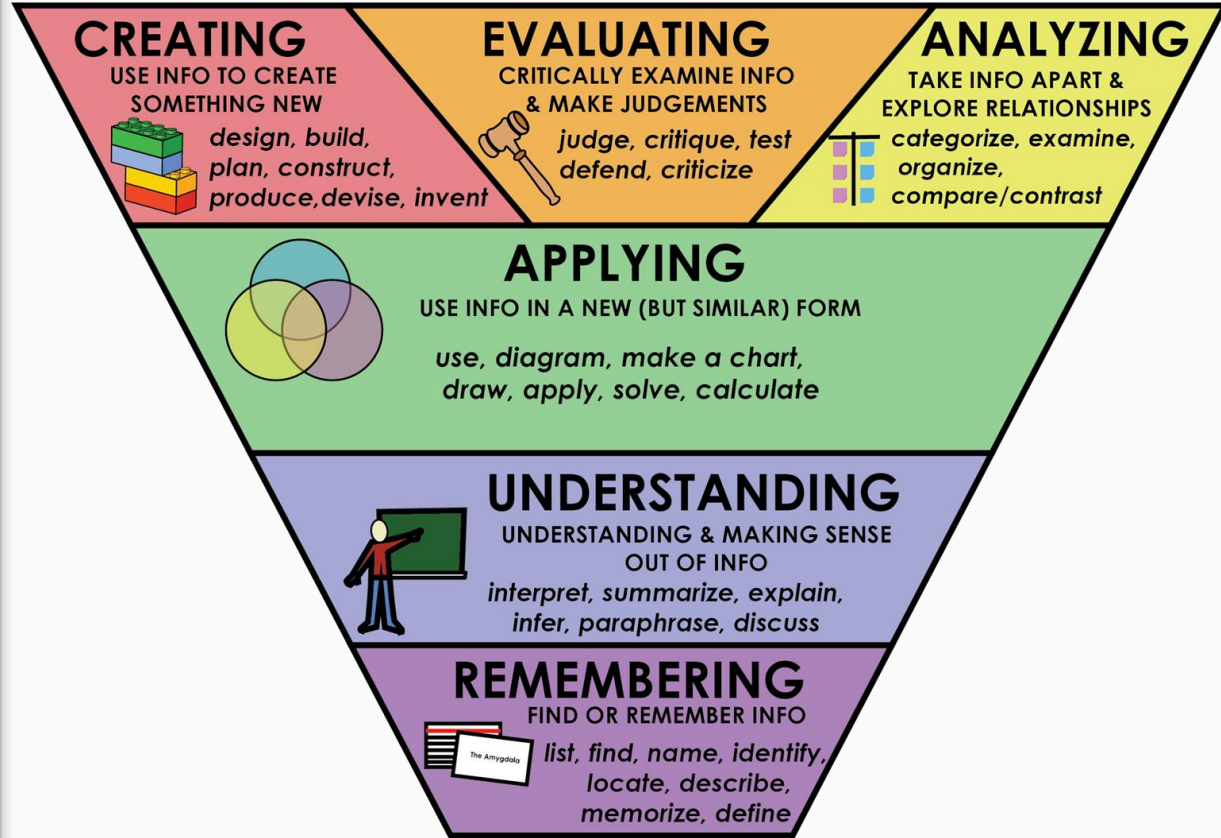 CREATING
USE INFO TO CREATE
SOMETHING NEW
design, build,
plan, construct,
produce,devise, invent
EVALUATING
CRITICALLY EXAMINE INFO
& MAKE JUDGEMENTS
judge, critique, test
defend, criticize
ANALYZING
TAKE INFO APART &
EXPLORE RELATIONSHIPS
categorize, examine,
organize,
compare/contrast
APPLYING
USE INFO IN A NEW (BUT SIMILAR) FORM
use, diagram, make a chart,
draw, apply, solve, calculate
UNDERSTANDING
UNDERSTANDING & MAKING SENSE
OUT OF INFO
interpret, summarize, explain,
infer, paraphrase, discuss
REMEMBERING
FIND OR REMEMBER INFO
The Amygdala
list, find, name, identify,
locate, describe,
memorize, define